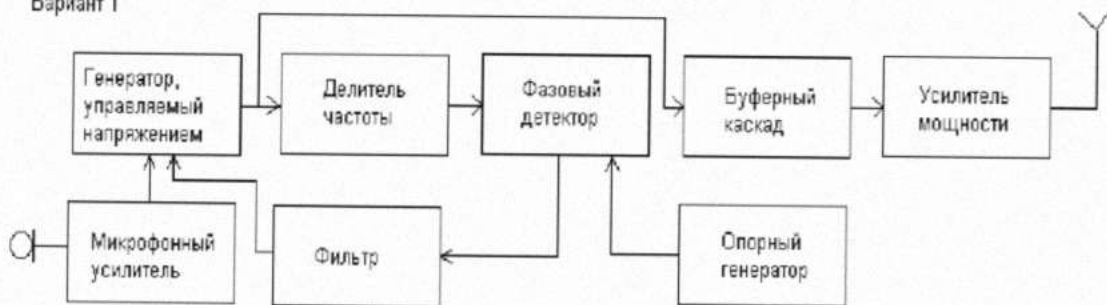 Вариант 1
Генератор,
управляемый
напряжением
Делитель
частоты
Фазовый
детектор
Буферный
каскад
Усилитель
мощности
Микрофонный
усилитель
Фильтр
Опорный
генератор